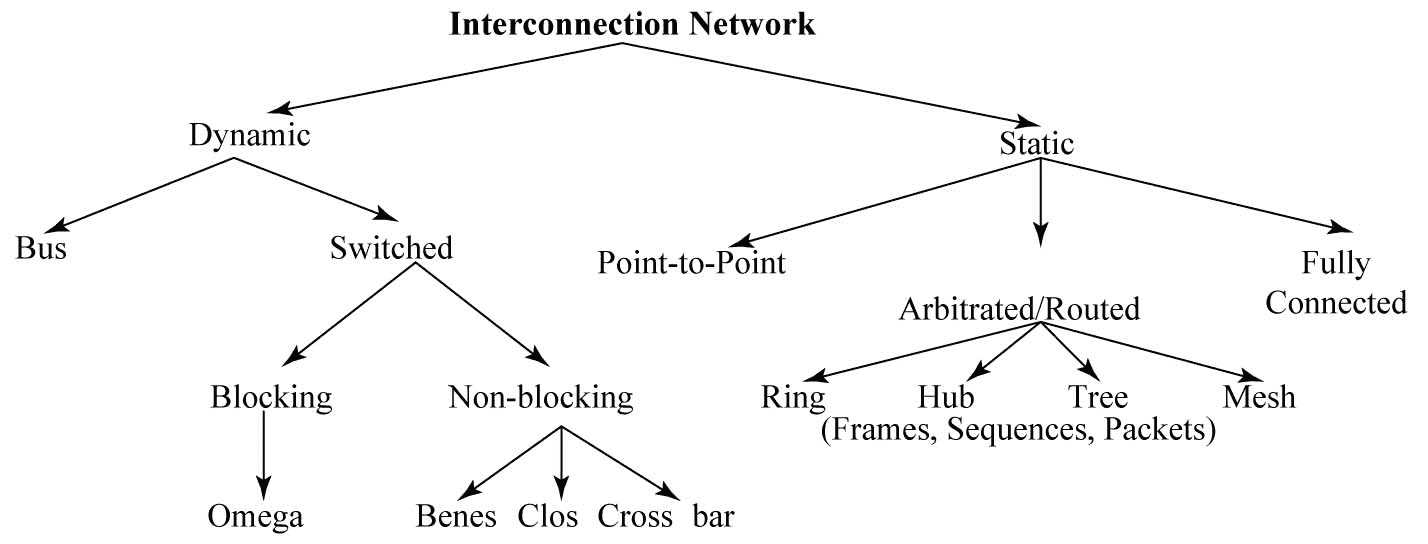 Interconnection Network
Dynamic
Static
Bus
Switched
Point-to-Point
Fully
Connected
Arbitrated/Routed
Blocking
Non-blocking
Ring
Hub
Tree
Mesh
(Frames, Sequences, Packets)
Omega
Benes
Clos
Cross bar